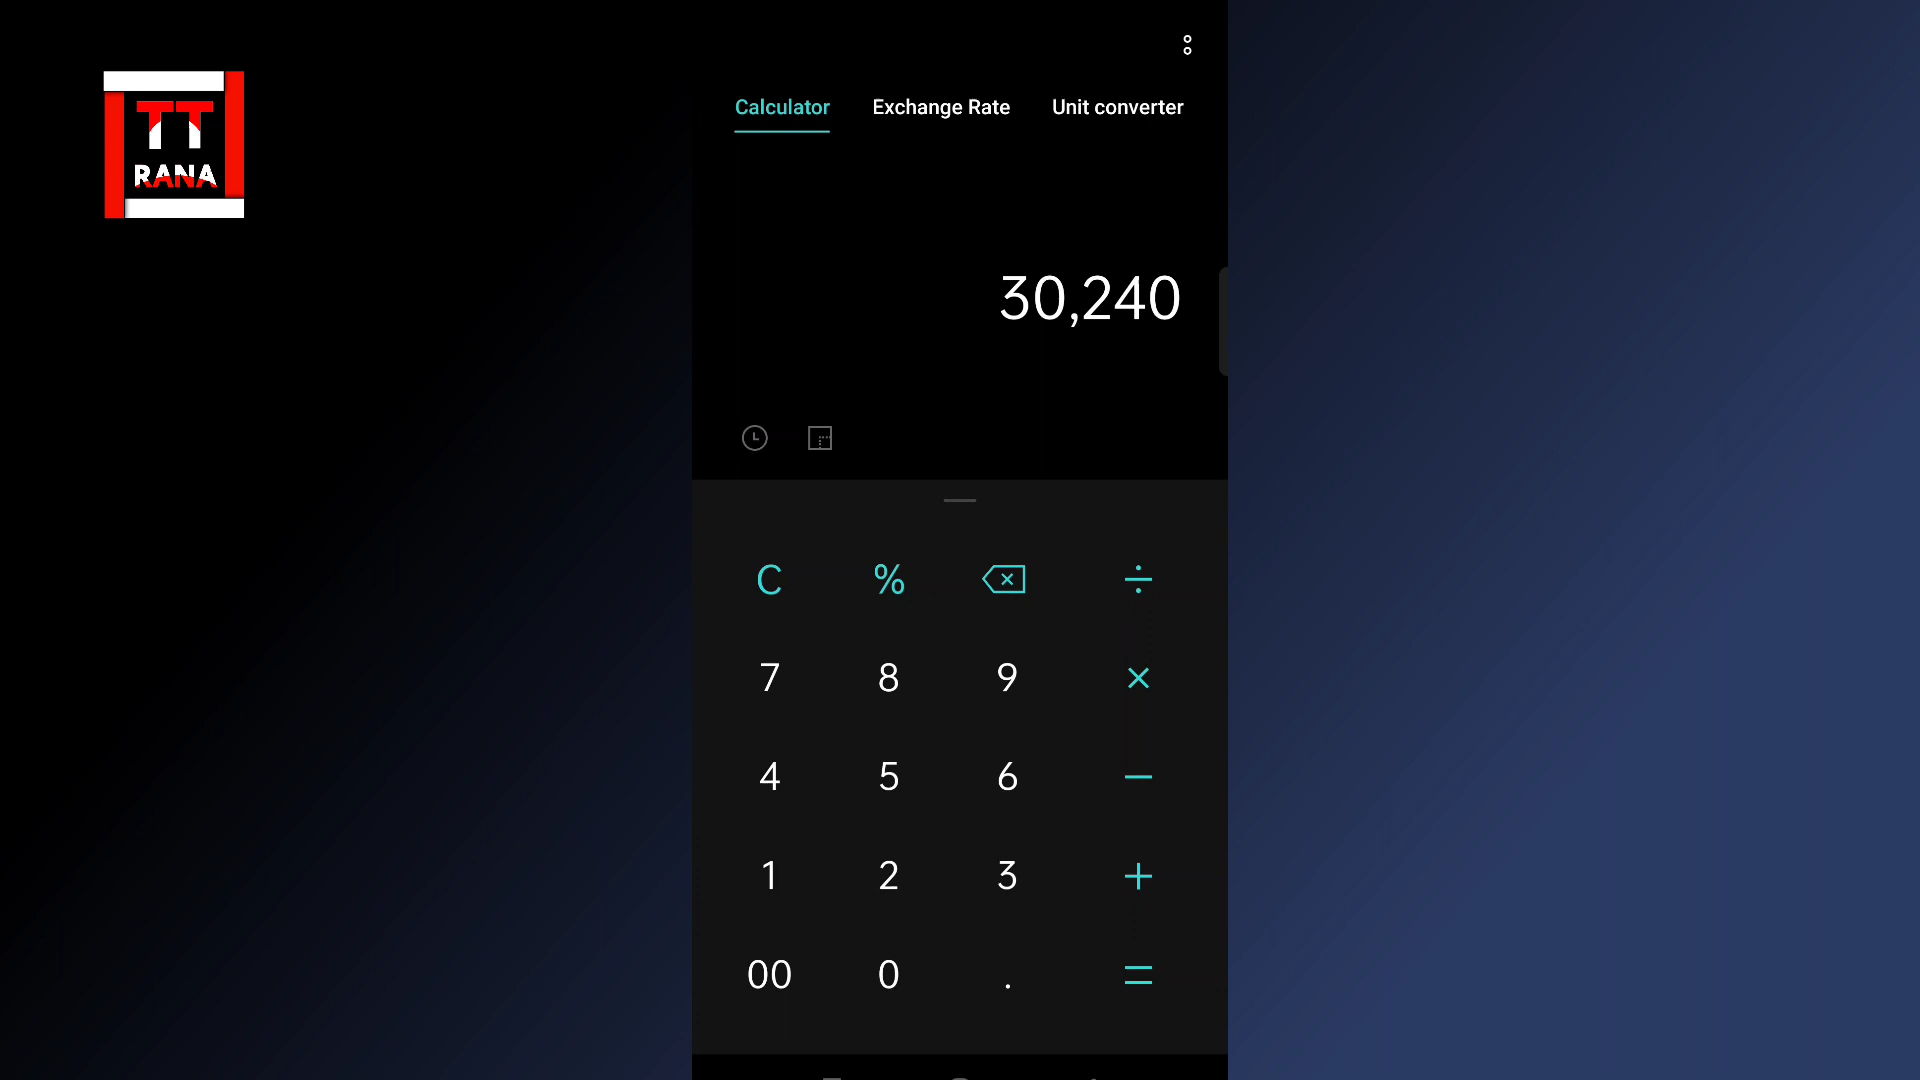 TT
RANA
Calculator Exchange Rate Unit converter
30,240
C % ÷
7 8 9 ×
4 5 6 −
1 2 3 +
00 0 . =